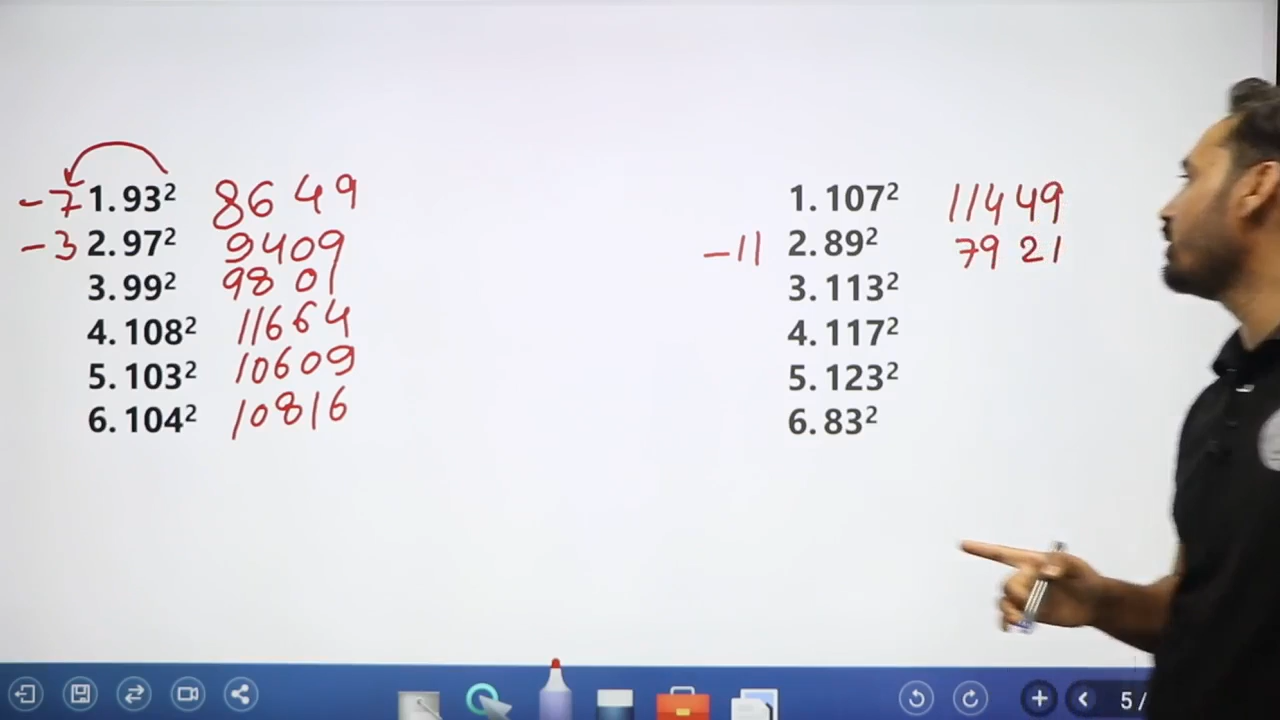 -7 1. 93² 8649
-3 2. 97² 9409
3. 99² 9801
4. 108² 11664
5. 103² 10609
6. 104² 10816
1. 107² 11449
-11 2. 89² 7921
3. 113²
4. 117²
5. 123²
6. 83²
5/